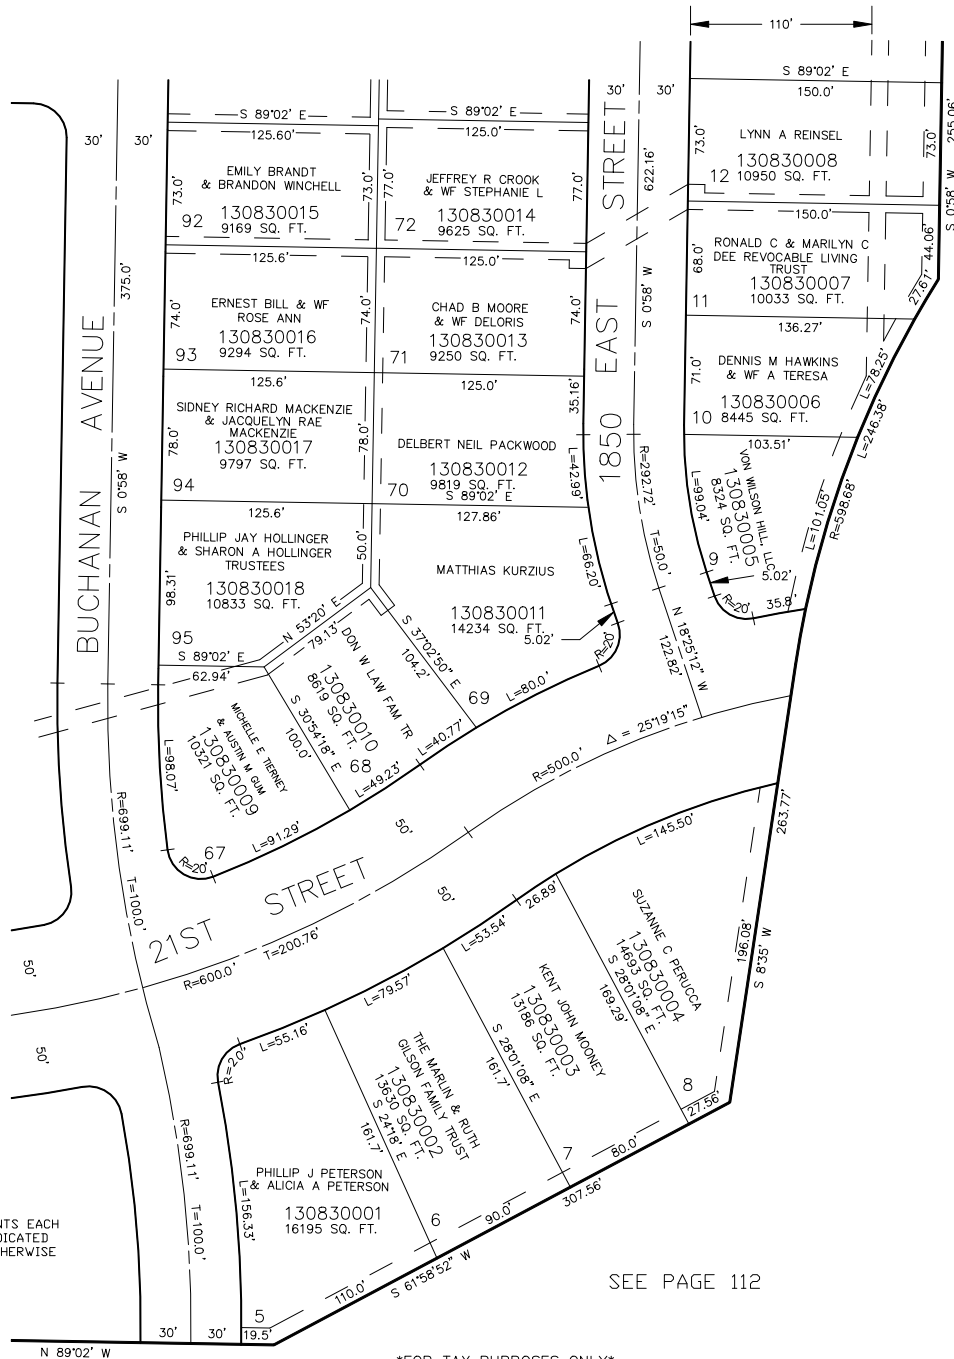 110'
S 89°02' E
150.0'
73.0'
LYNN A REINSEL
130830008
10950 SQ. FT.
12
73.0'
S 0°58' W   255.06'
30'
30'
S 89°02' E
125.60'
73.0'
EMILY BRANDT
& BRANDON WINCHELL
130830015
9169 SQ. FT.
92
73.0'
S 89°02' E
125.0'
77.0'
JEFFREY R CROOK
& WF STEPHANIE L
130830014
9625 SQ. FT.
72
77.0'
30'
30'
622.16'
S 0°58' W
1850 EAST STREET
150.0'
68.0'
RONALD C & MARILYN C
DEE REVOCABLE LIVING
TRUST
130830007
10033 SQ. FT.
11
44.06'
27.61'
125.6'
74.0'
ERNEST BILL & WF
ROSE ANN
130830016
9294 SQ. FT.
93
74.0'
125.0'
CHAD B MOORE
& WF DELORIS
130830013
9250 SQ. FT.
71
74.0'
136.27'
71.0'
DENNIS M HAWKINS
& WF A TERESA
130830006
8445 SQ. FT.
10
L=78.25'
L=246.38'
375.0'
S 0°58' W
BUCHANAN AVENUE
125.6'
78.0'
SIDNEY RICHARD MACKENZIE
& JACQUELYN RAE
MACKENZIE
130830017
9797 SQ. FT.
94
78.0'
125.0'
35.16'
DELBERT NEIL PACKWOOD
130830012
9819 SQ. FT.
70
S 89°02' E
L=42.99'
103.51'
L=99.04'
VON WILSON HILL, LLC
130830005
8324 SQ. FT.
9
5.02'
R=20'
35.8'
L=101.05'
R=598.68'
R=292.72'
T=50.0'
N 18°25'12" W
122.82'
125.6'
PHILLIP JAY HOLLINGER
& SHARON A HOLLINGER
TRUSTEES
130830018
10833 SQ. FT.
98.31'
50.0'
95
S 89°02' E
62.94'
N 53°20' E
79.13'
127.86'
MATTHIAS KURZIUS
130830011
14234 SQ. FT.
L=66.20'
5.02'
R=20'
69
L=80.0'
S 37°02'50" E
104.2'
L=40.77'
DON W LAW FAM TR
130830010
8619 SQ. FT.
68
L=49.23'
S 30°54'18" E
100.0'
MICHELLE E TIERNEY
& AUSTIN M GUM
130830009
10321 SQ. FT.
67
L=98.07'
R=20'
L=91.29'
R=699.11'
T=100.0'
21ST STREET
50'
50'
R=500.0'
Δ = 25°19'15"
R=600.0'
T=200.76'
50'
50'
263.77'
S 8°35' W
L=145.50'
26.89'
SUZANNE C PERUCCA
130830004
14693 SQ. FT.
S 28°01'08" E
169.29'
196.08'
8
27.56'
L=53.54'
KENT JOHN MOONEY
130830003
13186 SQ. FT.
S 28°01'08" E
161.7'
7
80.0'
L=79.57'
THE MARLIN & RUTH
GILSON FAMILY TRUST
130830002
13630 SQ. FT.
S 24°18' E
161.7'
6
90.0'
307.56'
L=55.16'
R=20'
L=156.33'
PHILLIP J PETERSON
& ALICIA A PETERSON
130830001
16195 SQ. FT.
5
19.5'
110.0'
S 61°58'52" W
R=699.11'
T=100.0'
NTS EACH
DICATED
HERWISE
SEE PAGE 112
30'
30'
N 89°02' W
*FOR TAX PURPOSES ONLY*